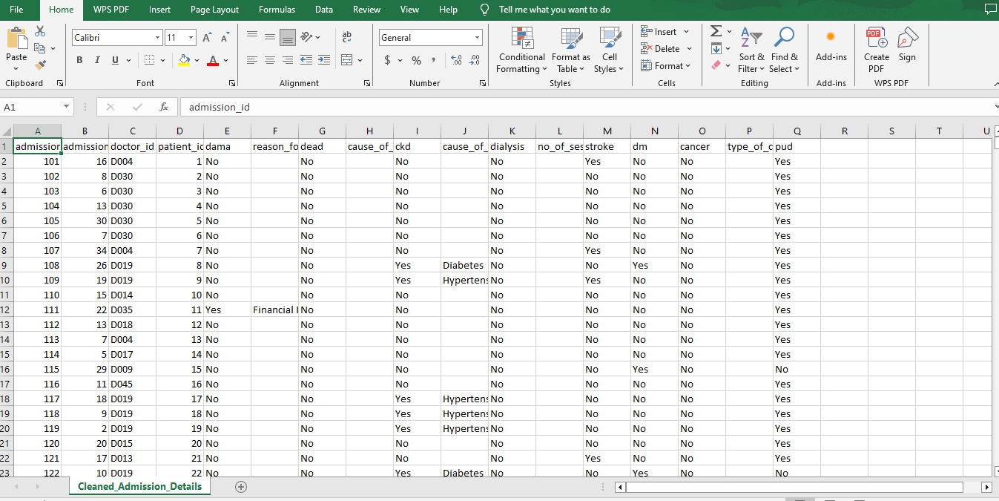 File Home WPS PDF Insert Page Layout Formulas Data Review View Help Tell me what you want to do
Paste
Calibri 11
B I U
General
$ % ,
Conditional Formatting
Format as Table
Cell Styles
Insert
Delete
Format
Sort & Filter
Find & Select
Add-ins
Create PDF
Sign
Clipboard Font Alignment Number Styles Cells Editing Add-ins WPS PDF
A1 fx admission_id
A B C D E F G H I J K L M N O P Q R S T U
1 admission admission doctor_id patient_id dama reason_fo dead cause_of_ ckd cause_of_ dialysis no_of_ses stroke dm cancer type_of_c pud
2 101 16 D004 1 No No No No Yes No No Yes
3 102 8 D030 2 No No No No No No No Yes
4 103 6 D030 3 No No No No No No No Yes
5 104 13 D030 4 No No No No No No No Yes
6 105 30 D030 5 No No No No No No No Yes
7 106 7 D030 6 No No No No No No No Yes
8 107 34 D004 7 No No No No Yes No No Yes
9 108 26 D019 8 No No Yes Diabetes No No Yes No Yes
10 109 19 D019 9 No No Yes Hypertens No Yes No No Yes
11 110 15 D014 10 No No No No No No No Yes
12 111 22 D035 11 Yes Financial No No No No No No Yes
13 112 13 D018 12 No No No No No No No Yes
14 113 7 D004 13 No No No No No No No Yes
15 114 5 D017 14 No No No No No No No Yes
16 115 29 D009 15 No No No No No Yes No No
17 116 11 D045 16 No No No No No No No Yes
18 117 18 D019 17 No No Yes Hypertens No No No No Yes
19 118 9 D019 18 No No Yes Hypertens No No No No Yes
20 119 2 D019 19 No No Yes Hypertens No No No No Yes
21 120 20 D015 20 No No No No No No No Yes
22 121 17 D013 21 No No No No Yes No No Yes
23 122 10 D019 22 No No Yes Diabetes No No Yes No No
Cleaned_Admission_Details